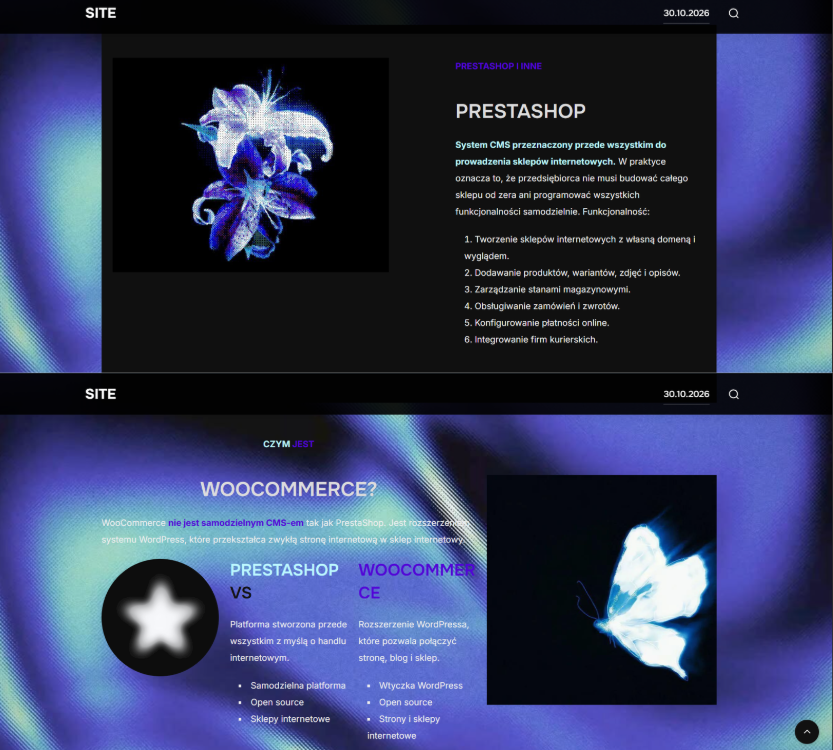 SITE
30.10.2026
PRESTASHOP I INNE
PRESTASHOP
System CMS przeznaczony przede wszystkim do
prowadzenia sklepów internetowych. W praktyce
oznacza to, że przedsiębiorca nie musi budować całego
sklepu od zera ani programować wszystkich
funkcjonalności samodzielnie. Funkcjonalność:
1. Tworzenie sklepów internetowych z własną domeną i
wyglądem.
2. Dodawanie produktów, wariantów, zdjęć i opisów.
3. Zarządzanie stanami magazynowymi.
4. Obsługiwanie zamówień i zwrotów.
5. Konfigurowanie płatności online.
6. Integrowanie firm kurierskich.
SITE
30.10.2026
CZYM JEST
WOOCOMMERCE?
WooCommerce nie jest samodzielnym CMS-em tak jak PrestaShop. Jest rozszerzeniem
systemu WordPress, które przekształca zwykłą stronę internetową w sklep internetowy.
PRESTASHOP
VS
Platforma stworzona przede
wszystkim z myślą o handlu
internetowym.
• Samodzielna platforma
• Open source
• Sklepy internetowe
WOOCOMMER
CE
Rozszerzenie WordPressa,
które pozwala połączyć
stronę, blog i sklep.
• Wtyczka WordPress
• Open source
• Strony i sklepy
internetowe